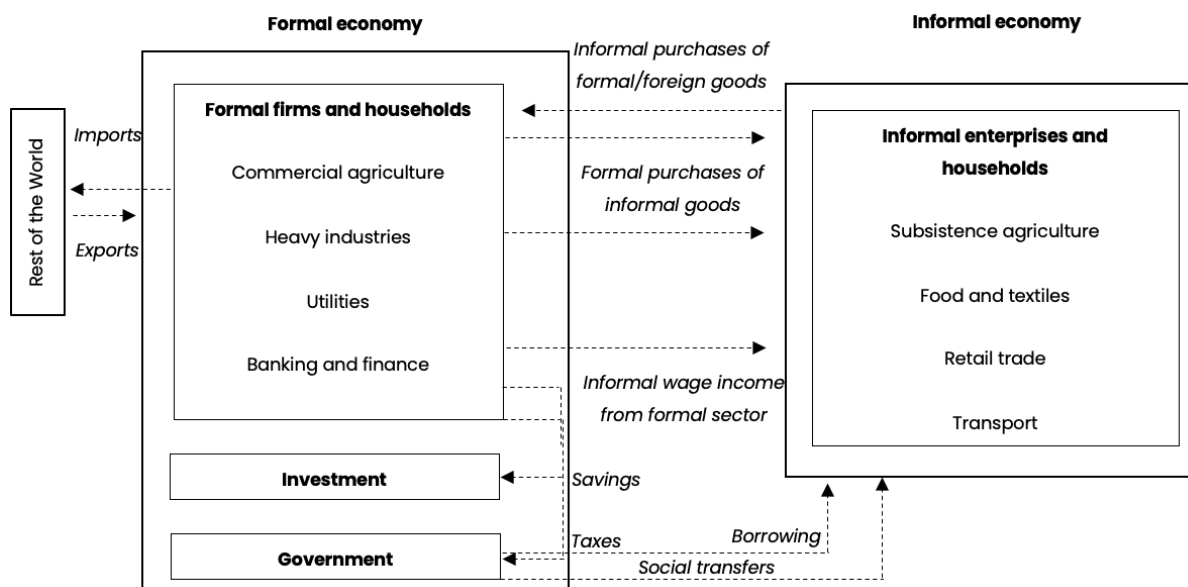 Formal economy
Informal economy
Informal purchases of
formal/foreign goods
Formal firms and households
Imports
Commercial agriculture
Heavy industries
Utilities
Banking and finance
Rest of the World
Exports
Formal purchases of
informal goods
Informal wage income
from formal sector
Informal enterprises and
households
Subsistence agriculture
Food and textiles
Retail trade
Transport
Investment
Savings
Government
Taxes
Borrowing
Social transfers